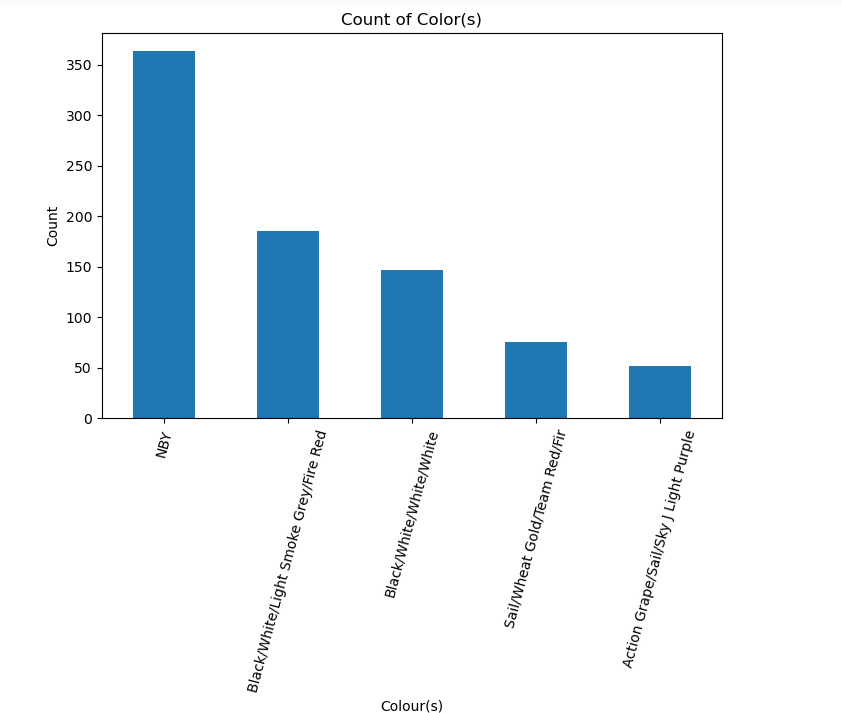 Count of Color(s)
Count
350
300
250
200
150
100
50
0
NBY
Black/White/Light Smoke Grey/Fire Red
Black/White/White/White
Sail/Wheat Gold/Team Red/Fir
Action Grape/Sail/Sky J Light Purple
Colour(s)